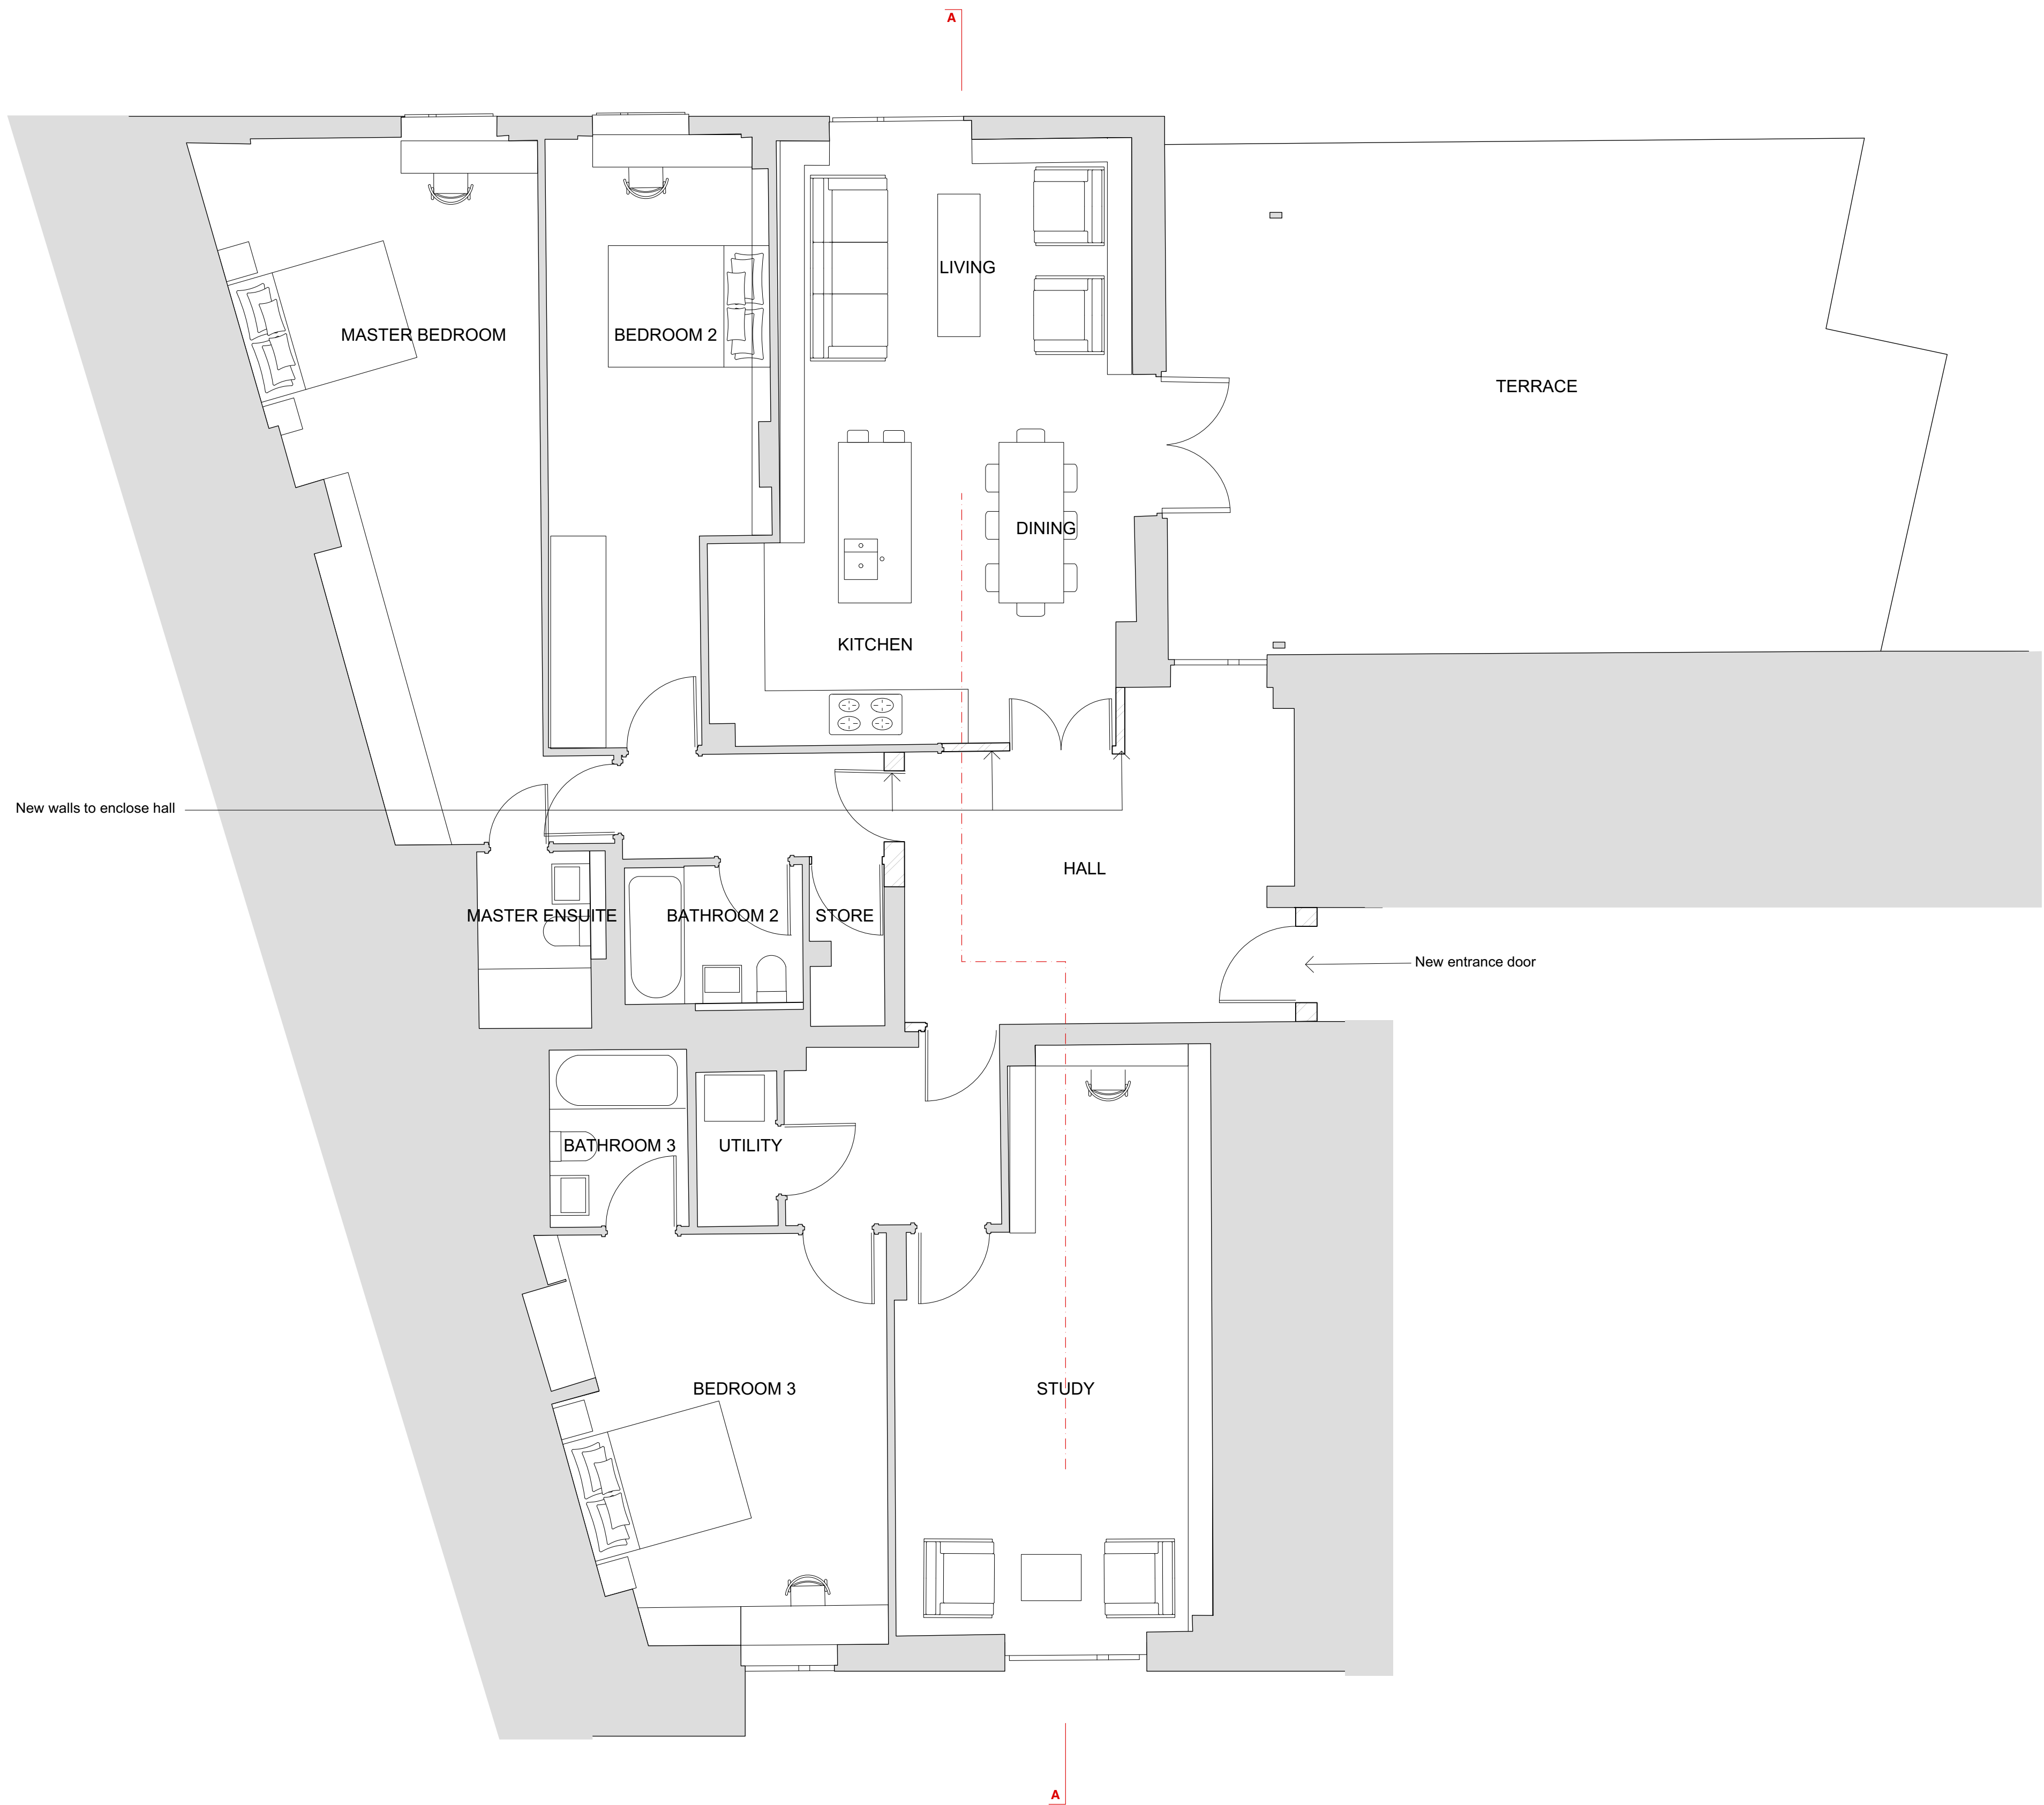 A
LIVING
MASTER BEDROOM
BEDROOM 2
TERRACE
DINING
KITCHEN
New walls to enclose hall
HALL
MASTER ENSUITE
BATHROOM 2
STORE
New entrance door
BATHROOM 3
UTILITY
BEDROOM 3
STUDY
A